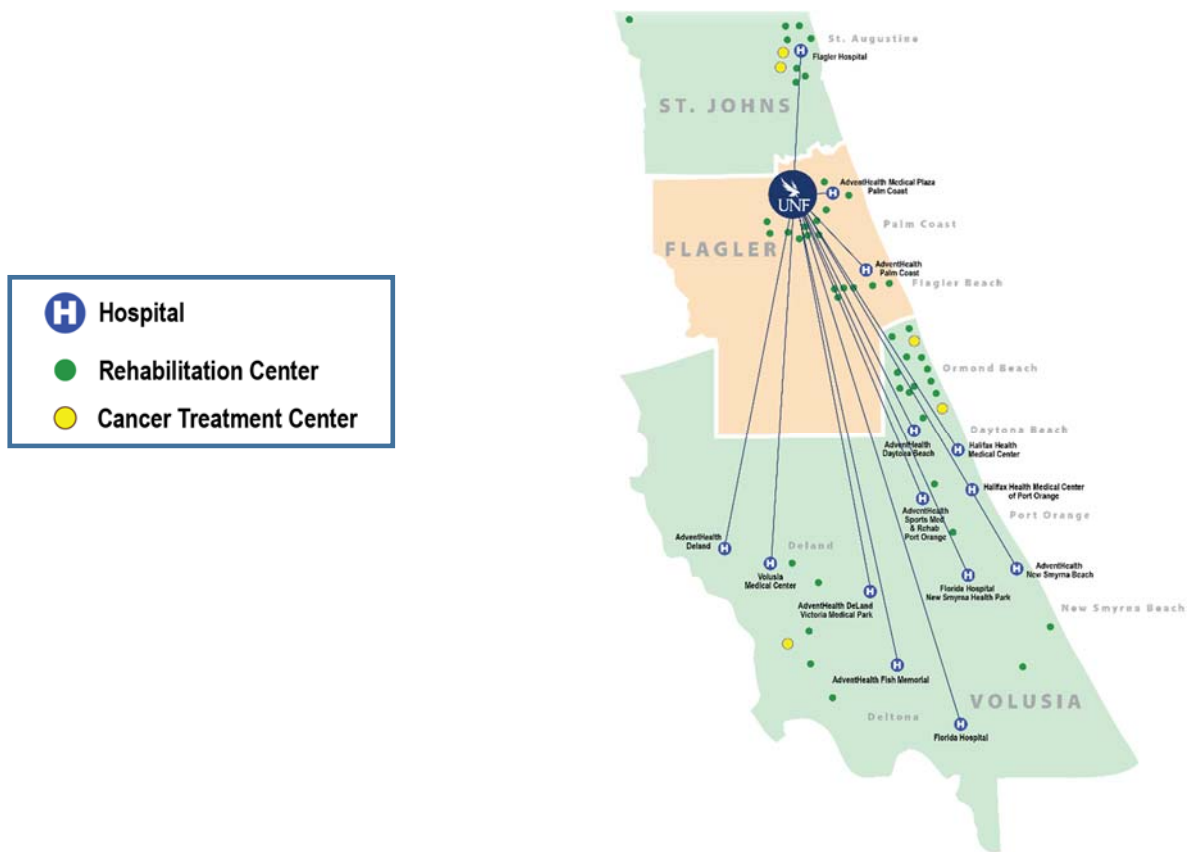 Hospital
Rehabilitation Center
Cancer Treatment Center
St. Augustine
Flagler Hospital
ST. JOHNS
AdventHealth Medical Plaza
Palm Coast
UNF
Palm Coast
FLAGLER
AdventHealth
Palm Coast
Flagler Beach
Ormond Beach
Daytona Beach
AdventHealth
Daytona Beach
Halifax Health
Medical Center
Halifax Health Medical Center
of Port Orange
Port Orange
AdventHealth
Sports Med
& Rehab
Port Orange
AdventHealth
Deland
Deland
Volusia
Medical Center
AdventHealth DeLand
Victoria Medical Park
Florida Hospital
New Smyrna Health Park
AdventHealth
New Smyrna Beach
New Smyrna Beach
AdventHealth Fish Memorial
VOLUSIA
Deltona
Florida Hospital